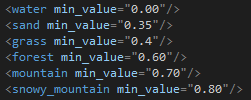 <water min_value="0.00"/>
<sand min_value="0.35"/>
<grass min_value="0.4"/>
<forest min_value="0.60"/>
<mountain min_value="0.70"/>
<snowy_mountain min_value="0.80"/>